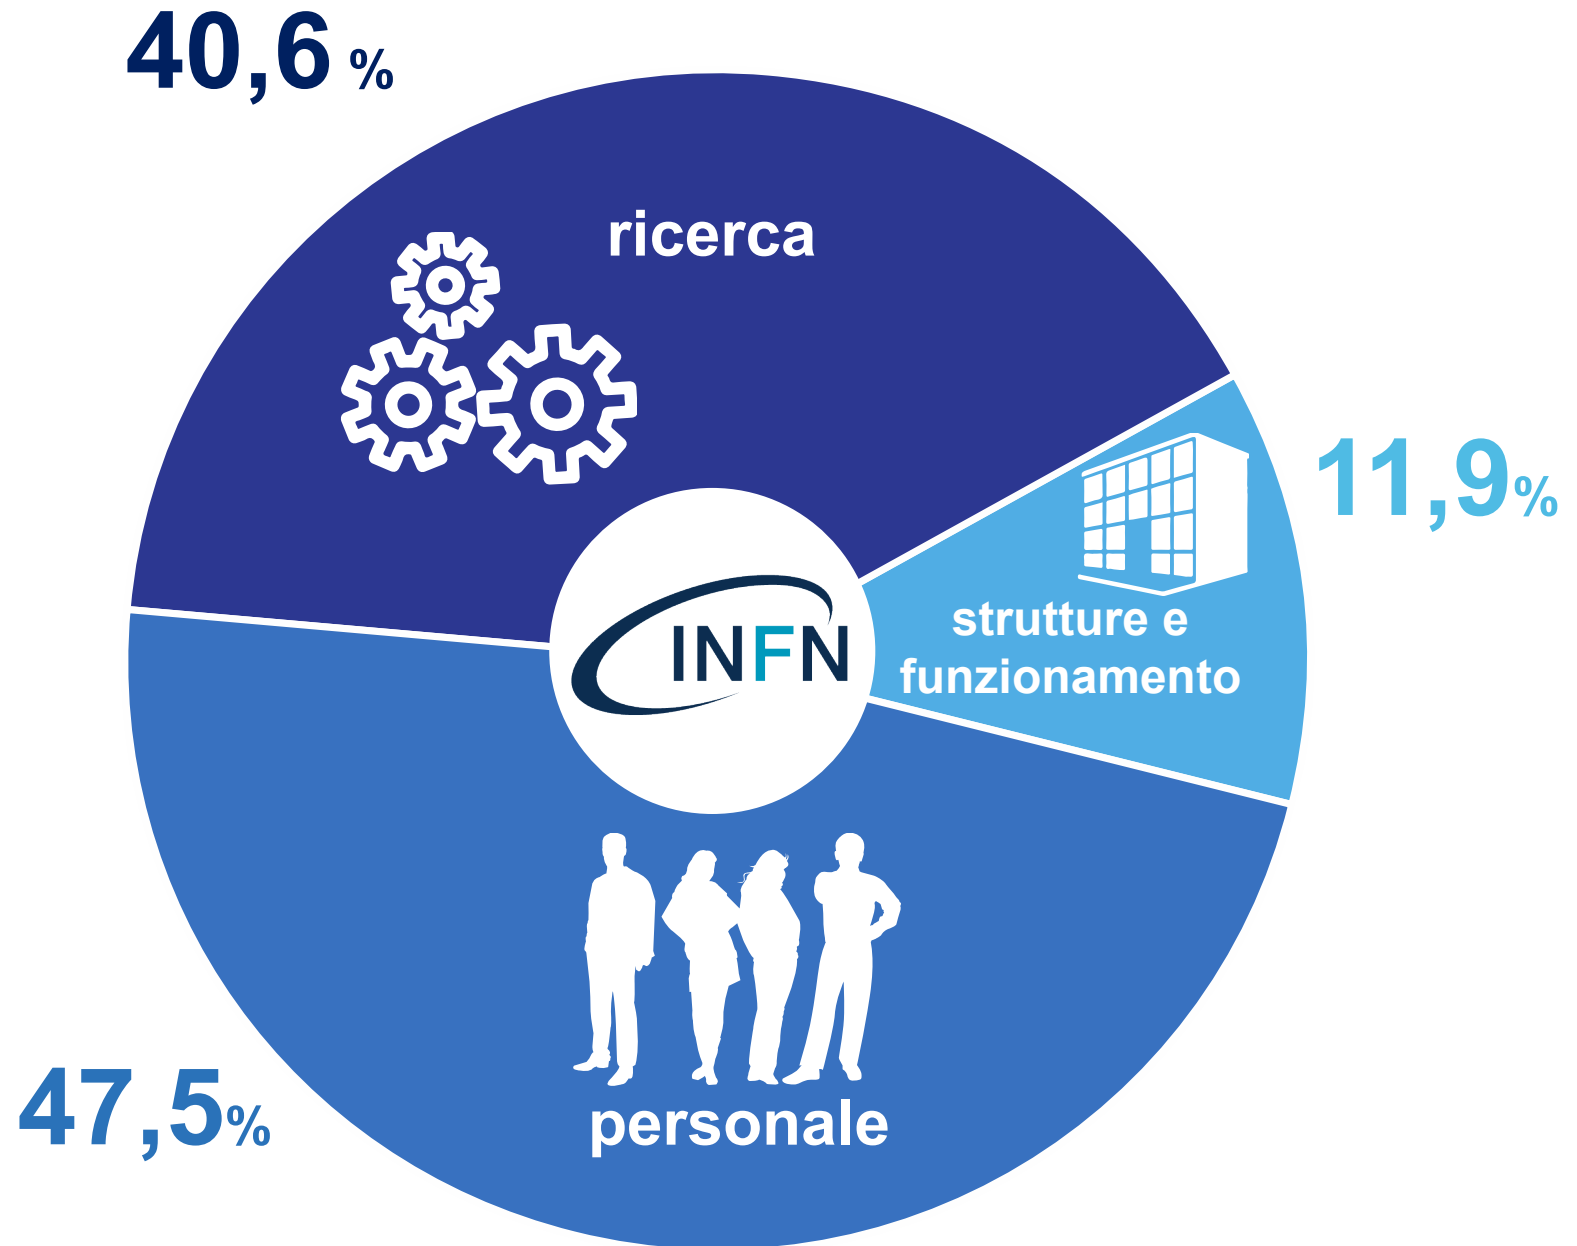 40,6 %
ricerca
11,9%
strutture e
funzionamento
INFN
47,5%
personale